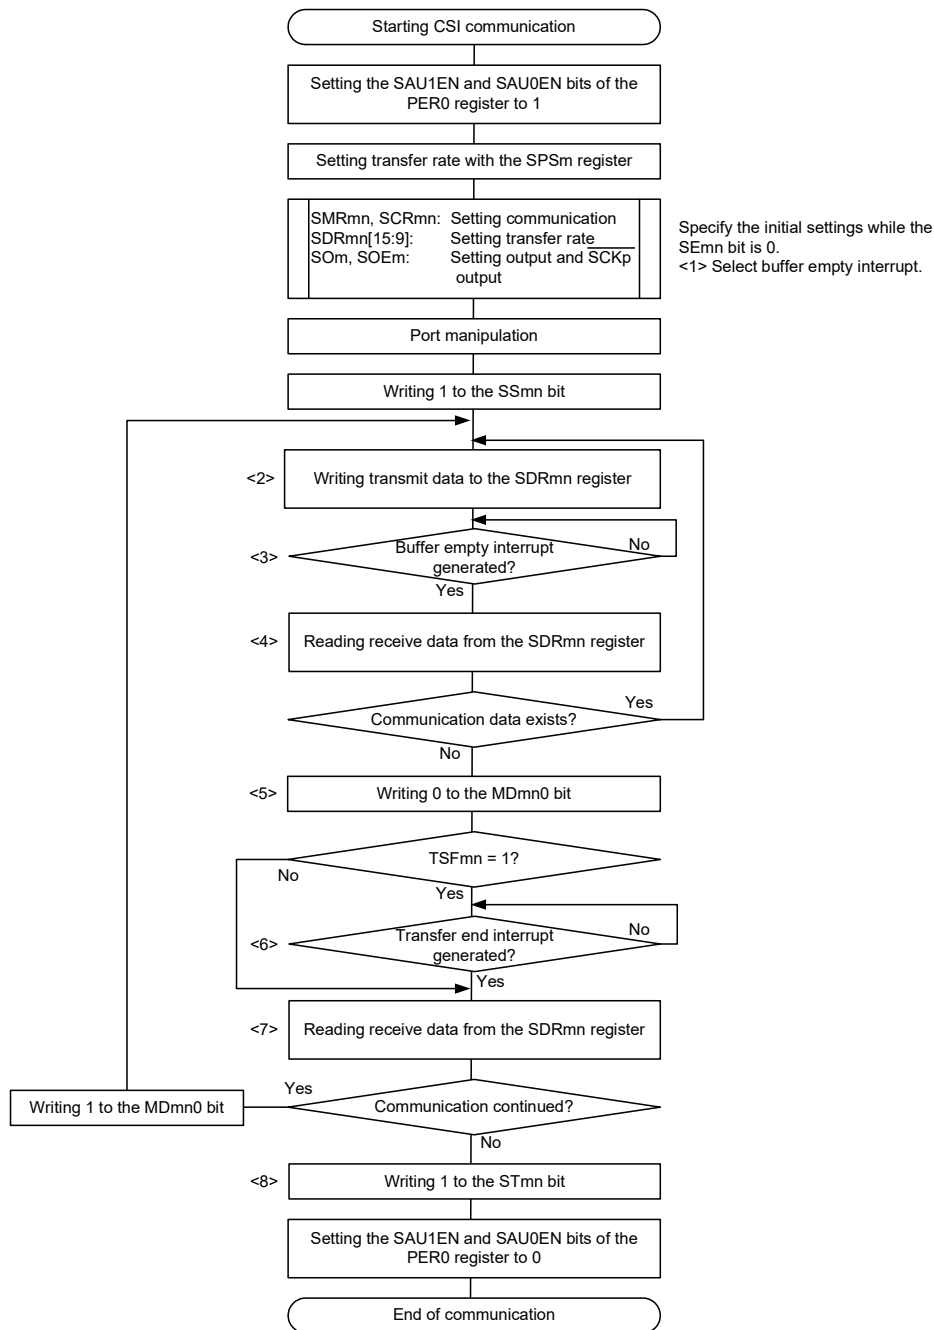 Starting CSI communication
Setting the SAU1EN and SAU0EN bits of the
PER0 register to 1
Setting transfer rate with the SPSm register
SMRmn, SCRmn: Setting communication
SDRmn[15:9]: Setting transfer rate
SOm, SOEm: Setting output and SCKp
output
Specify the initial settings while the
SEmn bit is 0.
<1> Select buffer empty interrupt.
Port manipulation
Writing 1 to the SSmn bit
<2> Writing transmit data to the SDRmn register
<3> Buffer empty interrupt
generated?
No
Yes
<4> Reading receive data from the SDRmn register
Communication data exists?
Yes
No
<5> Writing 0 to the MDmn0 bit
TSFmn = 1?
No
Yes
<6> Transfer end interrupt
generated?
No
Yes
<7> Reading receive data from the SDRmn register
Communication continued?
Yes
Writing 1 to the MDmn0 bit
No
<8> Writing 1 to the STmn bit
Setting the SAU1EN and SAU0EN bits of the
PER0 register to 0
End of communication